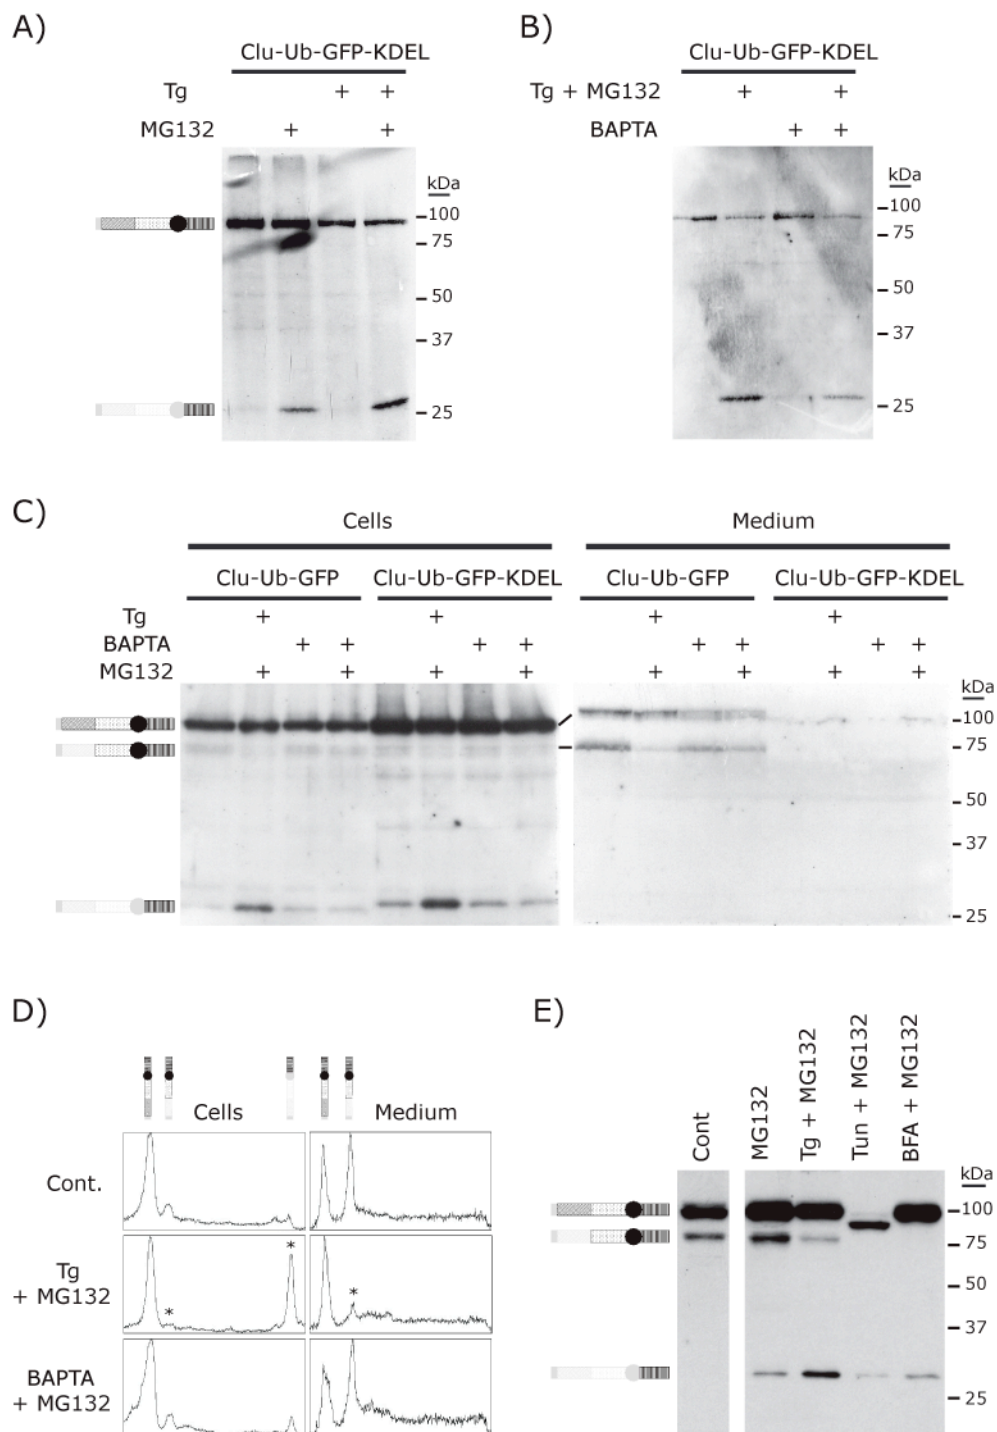 A)
Clu-Ub-GFP-KDEL
Tg + +
MG132 + +
kDa
100
75
50
37
25
B)
Clu-Ub-GFP-KDEL
Tg + MG132 + +
BAPTA + +
kDa
100
75
50
37
25
C)
Cells Medium
Clu-Ub-GFP Clu-Ub-GFP-KDEL Clu-Ub-GFP Clu-Ub-GFP-KDEL
Tg + + + +
BAPTA + + + + + + + +
MG132 + + + + + + + +
kDa
100
75
50
37
25
D)
Cells Medium
Cont.
Tg
+ MG132
* * *
BAPTA
+ MG132
E)
Cont
MG132
Tg + MG132
Tun + MG132
BFA + MG132
kDa
100
75
50
37
25